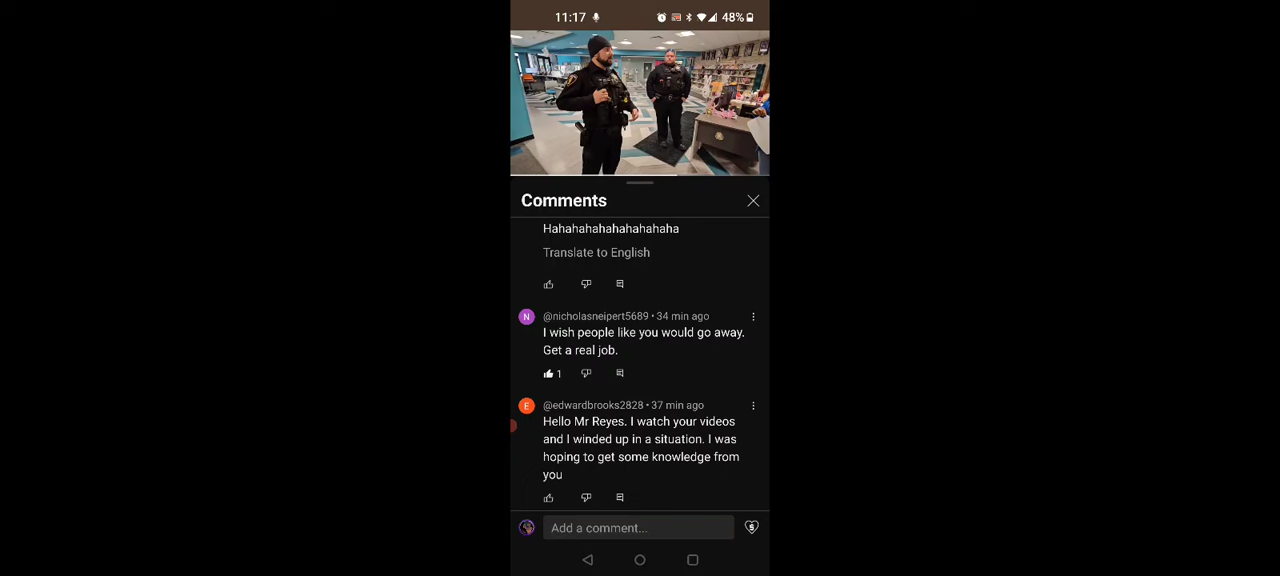 11:17 48%
Comments
Hahahahahahahahaha
Translate to English
@nicholasneipert5689 • 34 min ago
I wish people like you would go away.
Get a real job.
1
@edwardbrooks2828 • 37 min ago
Hello Mr Reyes. I watch your videos
and I winded up in a situation. I was
hoping to get some knowledge from
you
Add a comment...
N
E